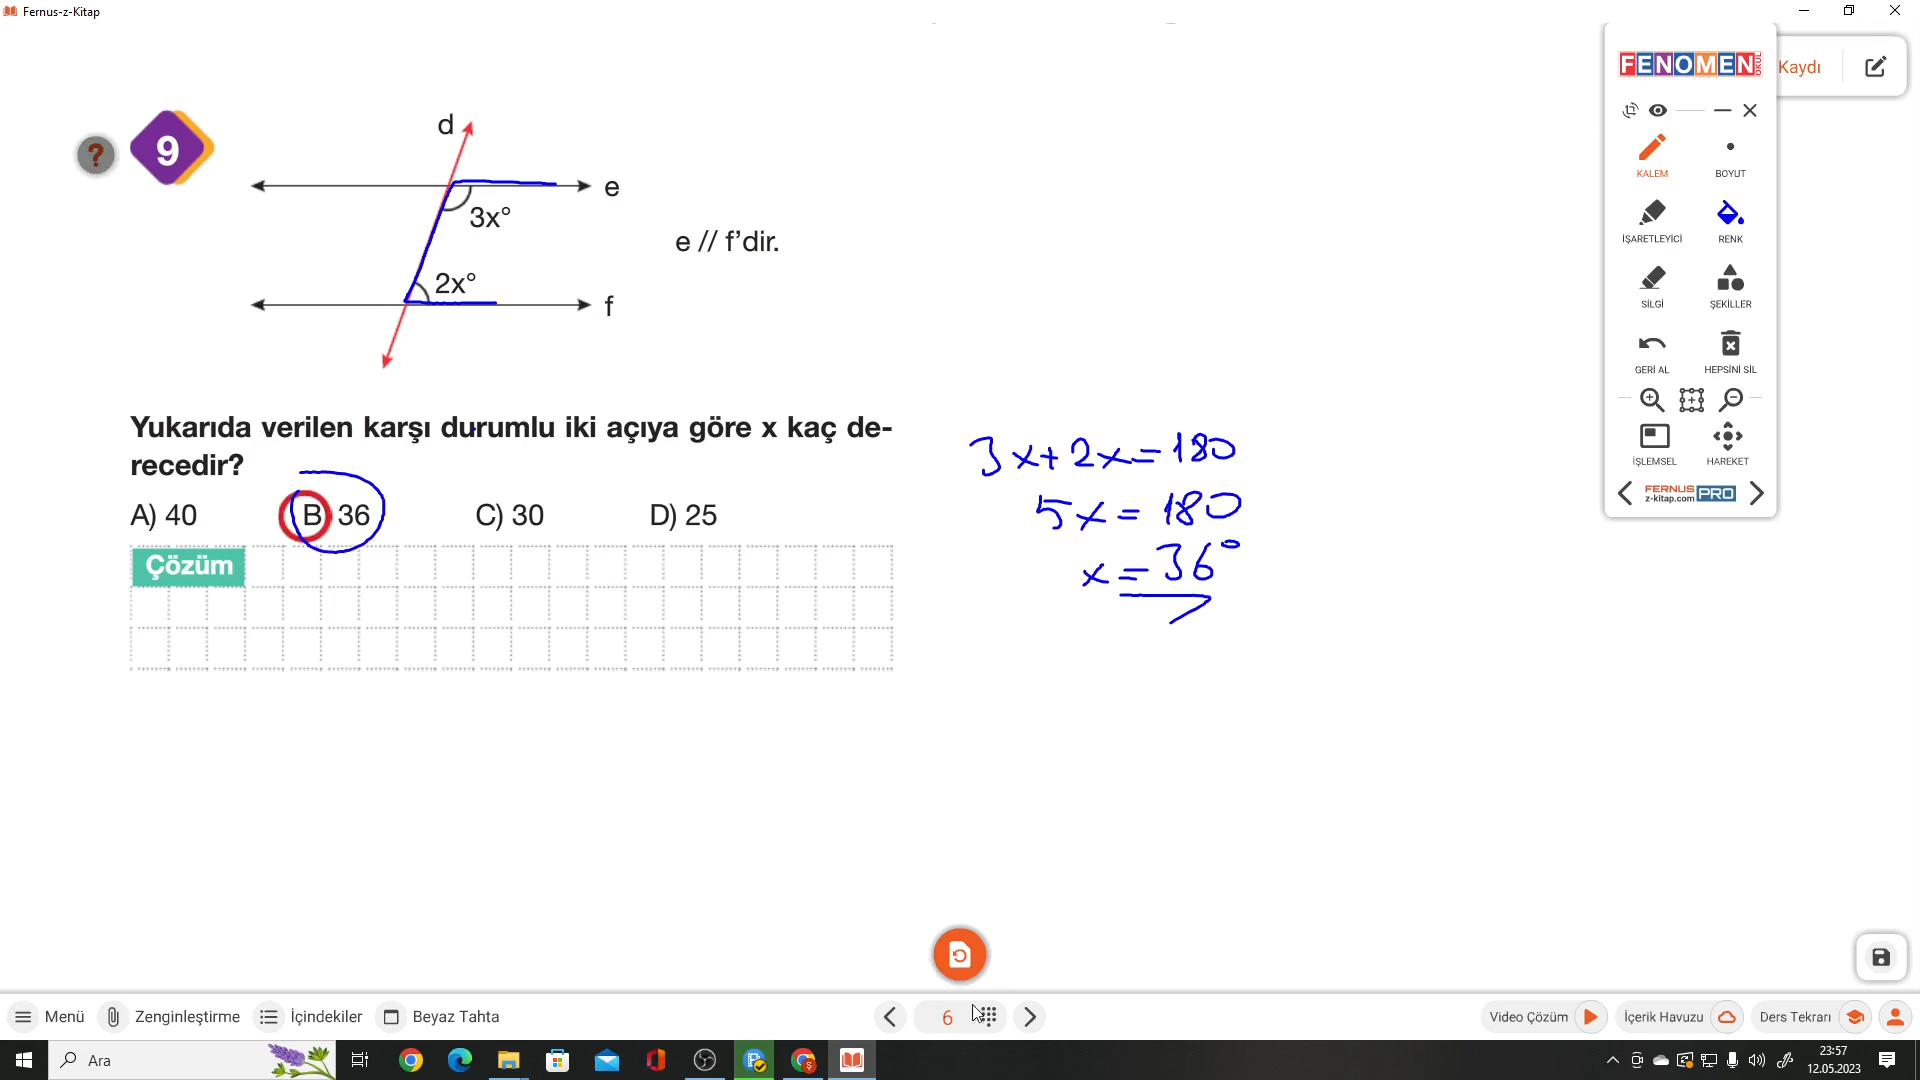 Fernus-z-Kitap
FENOMEN OKUL
Kaydı
?
9
d
e
3x°
e // f’dir.
2x°
f
KALEM
BOYUT
İŞARETLEYİCİ
RENK
SİLGİ
ŞEKİLLER
GERİ AL
HEPSİNİ SİL
İŞLEMSEL
HAREKET
FERNUS
z-kitap.com PRO
Yukarıda verilen karşı durumlu iki açıya göre x kaç de-
recedir?
A) 40 B) 36 C) 30 D) 25
Çözüm
3x+2x=180
5x=180
x=36°
Menü Zenginleştirme İçindekiler Beyaz Tahta
6
Video Çözüm İçerik Havuzu Ders Tekrarı
Ara
23:57
12.05.2023